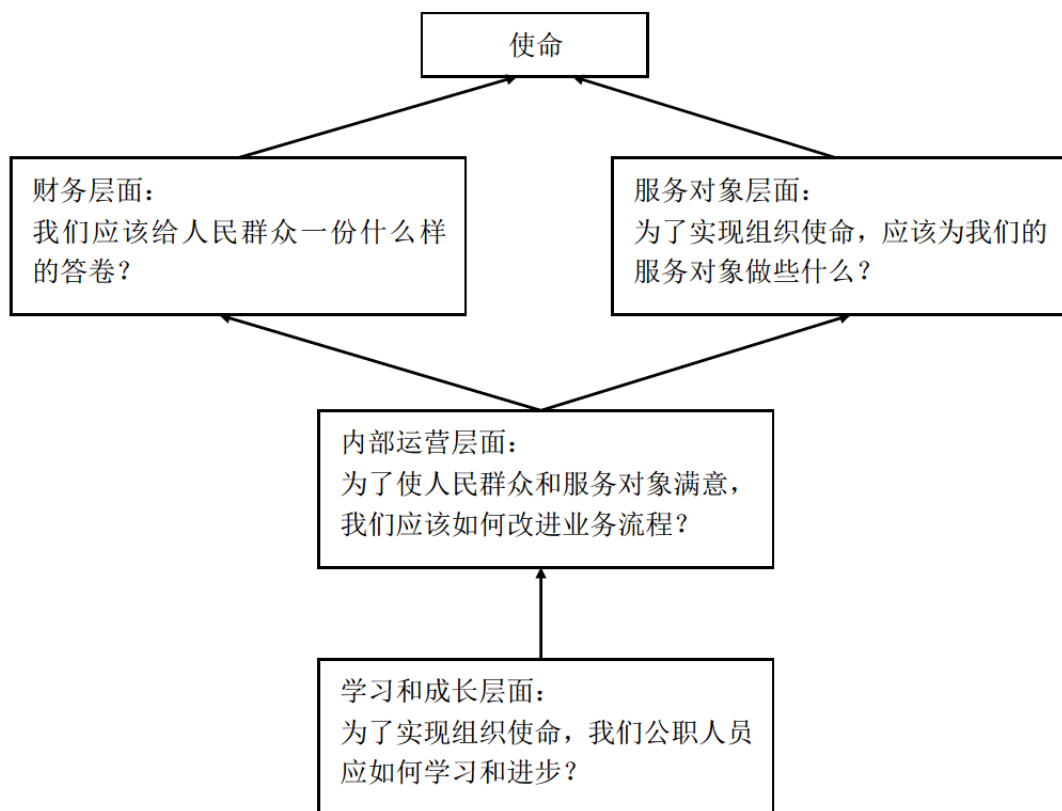 使命
财务层面：
我们应该给人民群众一份什么样
的答卷？
服务对象层面：
为了实现组织使命，应该为我们的
服务对象做些什么？
内部运营层面：
为了使人民群众和服务对象满意，
我们应该如何改进业务流程？
学习和成长层面：
为了实现组织使命，我们公职人员
应如何学习和进步？